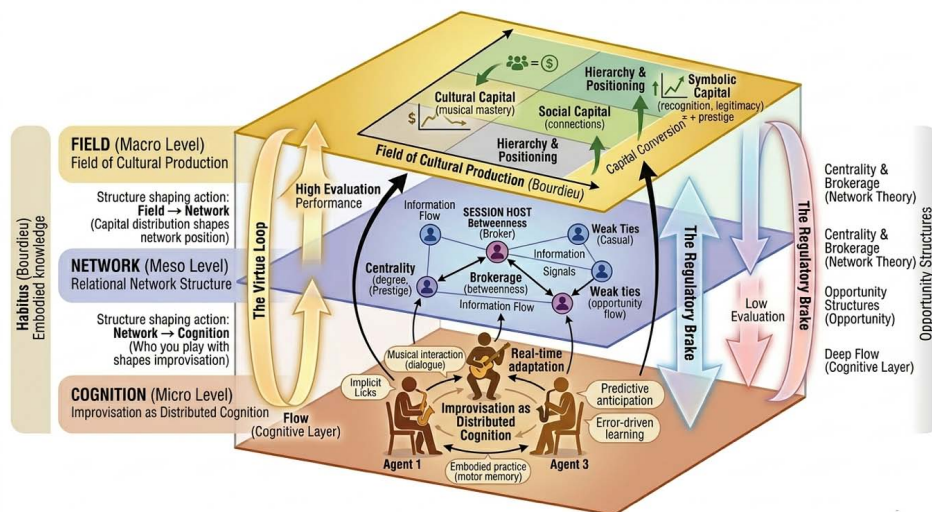 Habitus (Bourdieu)
Embodied knowledge
FIELD (Macro Level)
Field of Cultural Production
Structure shaping action:
Field → Network
(Capital distribution shapes
network position)
NETWORK (Meso Level)
Relational Network Structure
Structure shaping action:
Network → Cognition
(Who you play with
shapes improvisation)
COGNITION (Micro Level)
Improvisation as Distributed Cognition
The Virtue Loop
High Evaluation
Performance
Flow
(Cognitive Layer)
= $
Cultural Capital
(musical mastery)
$
Hierarchy &
Positioning
Social Capital
(connections)
Hierarchy &
Positioning
Symbolic
Capital
(recognition, legitimacy)
+ prestige
Capital Conversion
Field of Cultural Production (Bourdieu)
Information
Flow
SESSION HOST
Betweenness
(Broker)
Weak Ties
(Casual)
Information
Signals
Centrality
(degree,
Prestige)
Brokerage
(betweenness)
Information Flow
Weak ties
(opportunity
flow)
Musical interaction
(dialogue)
Real-time
adaptation
Implicit
Licks
Improvisation as
Distributed
Cognition
Predictive
anticipation
Error-driven
learning
Agent 1
Embodied practice
(motor memory)
Agent 3
The Regulatory Brake
Low
Evaluation
The Regulatory Brake
Centrality &
Brokerage
(Network Theory)
Centrality &
Brokerage
(Network Theory)
Opportunity
Structures
(Opportunity)
Deep Flow
(Cognitive Layer)
Opportunity Structures